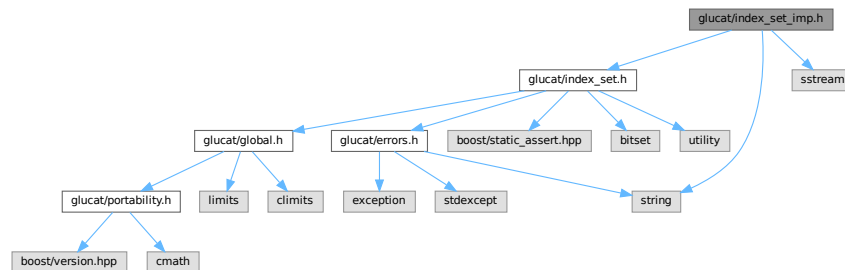 glucat/index_set_imp.h
glucat/index_set.h
sstream
glucat/global.h
glucat/errors.h
boost/static_assert.hpp
bitset
utility
glucat/portability.h
limits
climits
exception
stdexcept
string
boost/version.hpp
cmath